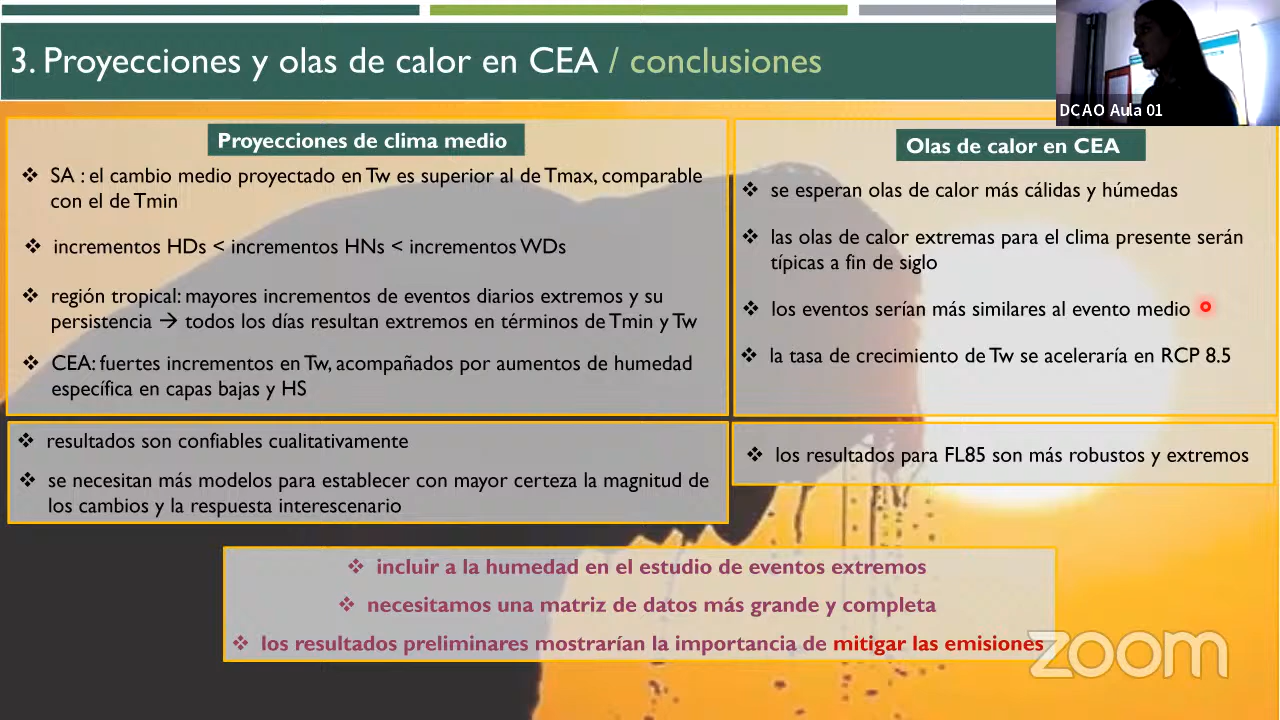 3. Proyecciones y olas de calor en CEA / conclusiones
DCAO Aula 01
Proyecciones de clima medio
❖ SA : el cambio medio proyectado en Tw es superior al de Tmax, comparable
con el de Tmin
❖ incrementos HDs < incrementos HNs < incrementos WDs
❖ región tropical: mayores incrementos de eventos diarios extremos y su
persistencia → todos los días resultan extremos en términos de Tmin y Tw
❖ CEA: fuertes incrementos en Tw, acompañados por aumentos de humedad
específica en capas bajas y HS
❖ resultados son confiables cualitativamente
❖ se necesitan más modelos para establecer con mayor certeza la magnitud de
los cambios y la respuesta interescenario
Olas de calor en CEA
❖ se esperan olas de calor más cálidas y húmedas
❖ las olas de calor extremas para el clima presente serán
típicas a fin de siglo
❖ los eventos serían más similares al evento medio
❖ la tasa de crecimiento de Tw se aceleraría en RCP 8.5
❖ los resultados para FL85 son más robustos y extremos
❖ incluir a la humedad en el estudio de eventos extremos
❖ necesitamos una matriz de datos más grande y completa
❖ los resultados preliminares mostrarían la importancia de mitigar las emisiones
zoom